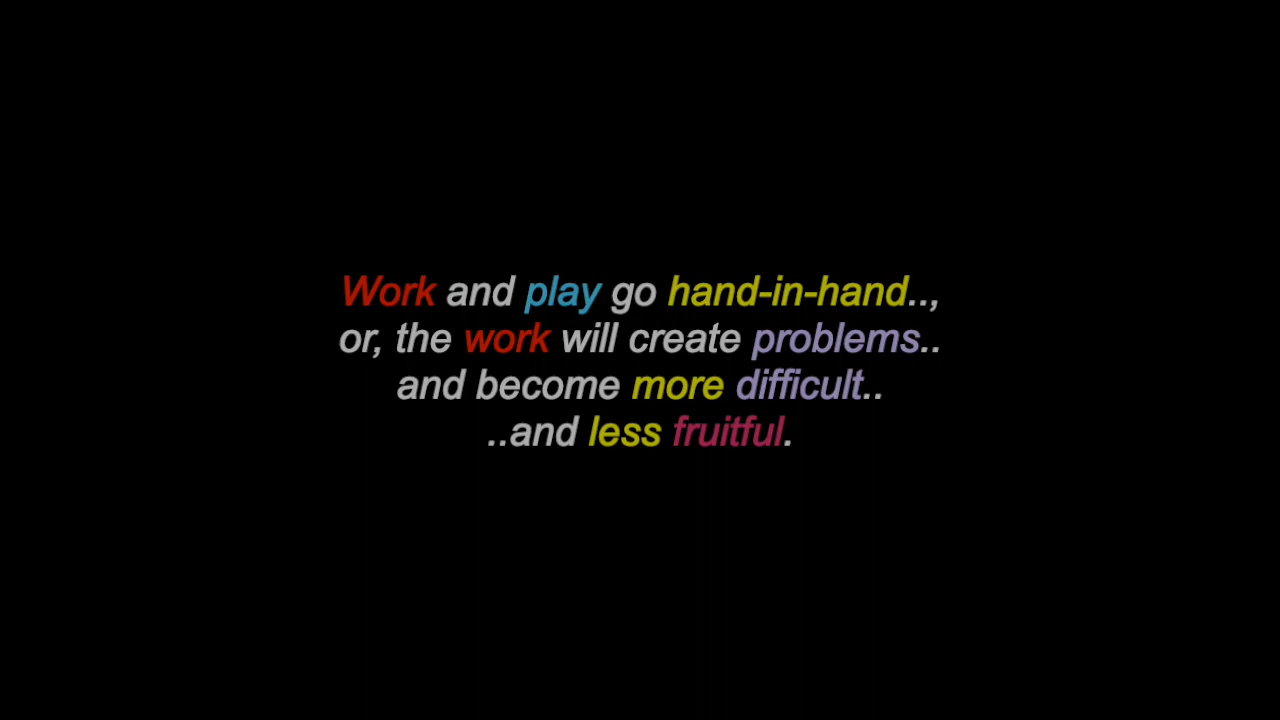 Work and play go hand-in-hand..,
or, the work will create problems..
and become more difficult..
..and less fruitful.